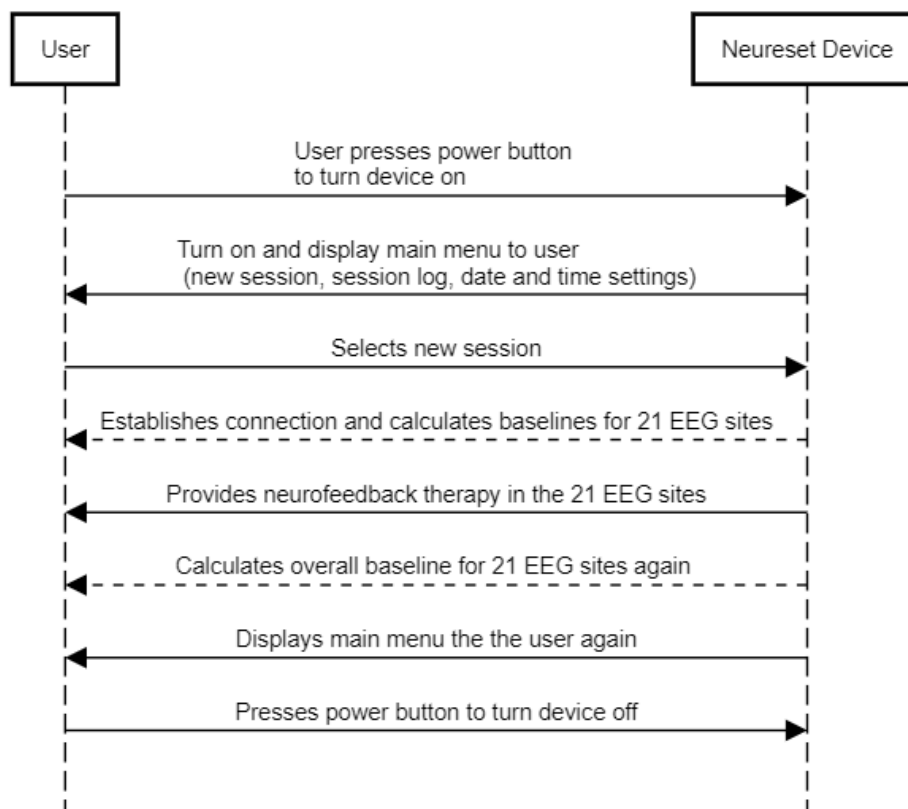 User
Neureset Device
User presses power button
to turn device on
Turn on and display main menu to user
(new session, session log, date and time settings)
Selects new session
Establishes connection and calculates baselines for 21 EEG sites
Provides neurofeedback therapy in the 21 EEG sites
Calculates overall baseline for 21 EEG sites again
Displays main menu the the user again
Presses power button to turn device off